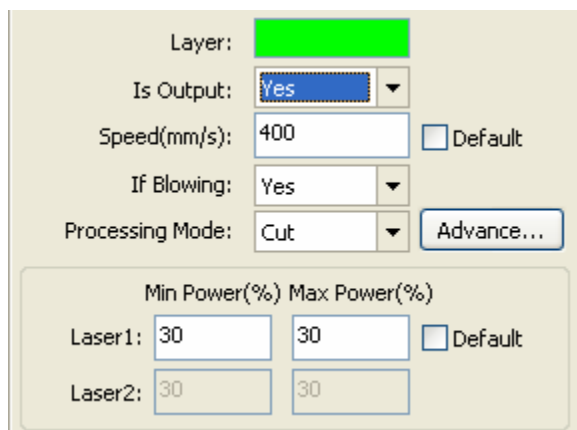 Layer:
Is Output: Yes
Speed(mm/s): 400 Default
If Blowing: Yes
Processing Mode: Cut Advance...
Min Power(%) Max Power(%)
Laser1: 30 30 Default
Laser2: 30 30